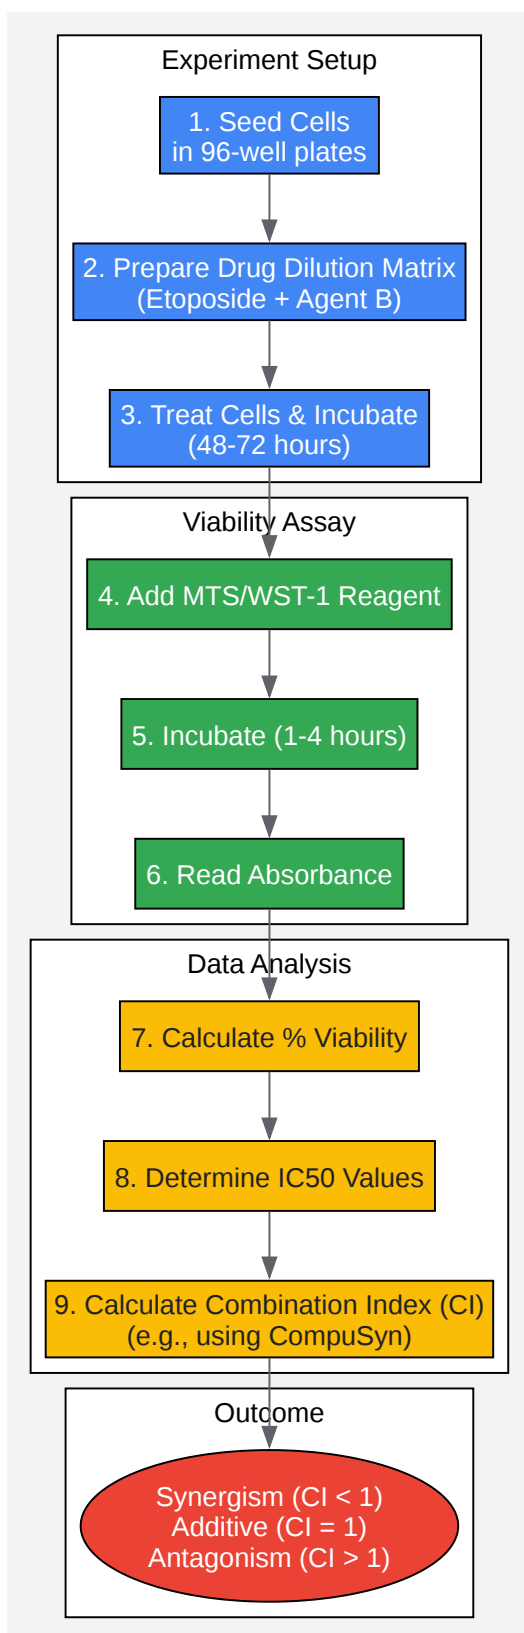 Experiment Setup
1. Seed Cells
in 96-well plates
2. Prepare Drug Dilution Matrix
(Etoposide + Agent B)
3. Treat Cells & Incubate
(48-72 hours)
Viability Assay
4. Add MTS/WST-1 Reagent
5. Incubate (1-4 hours)
6. Read Absorbance
Data Analysis
7. Calculate % Viability
8. Determine IC50 Values
9. Calculate Combination Index (CI)
(e.g., using CompuSyn)
Outcome
Synergism (CI < 1)
Additive (CI = 1)
Antagonism (CI > 1)